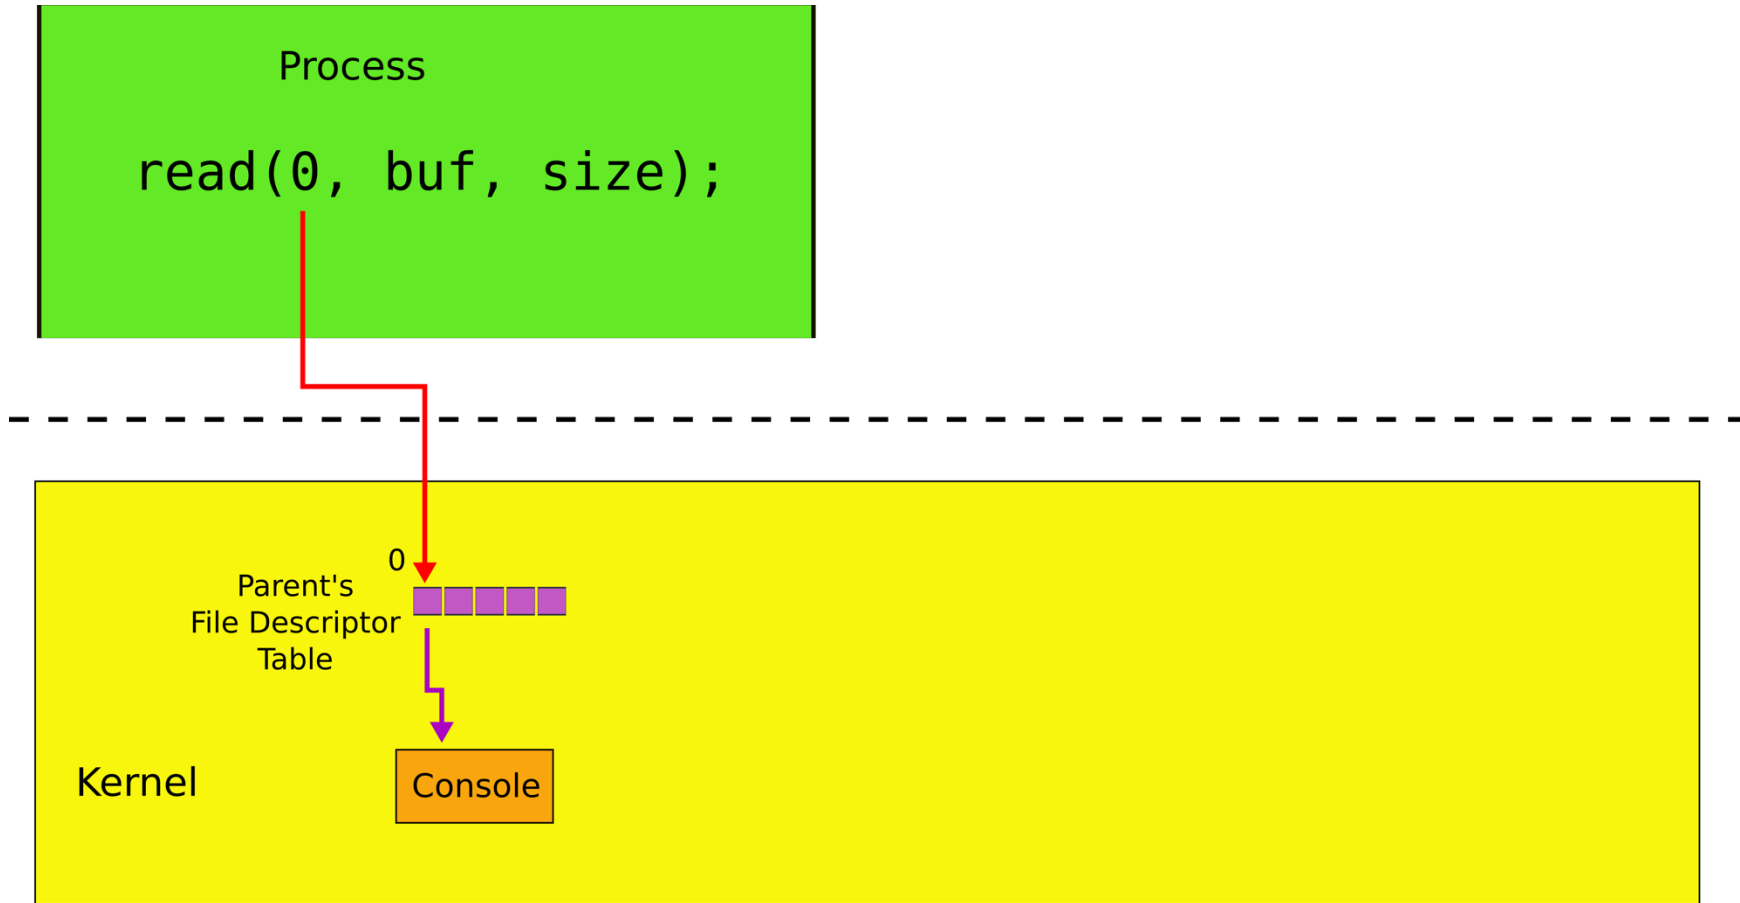 Process
read(0, buf, size);
0
Parent's
File Descriptor
Table
Kernel
Console